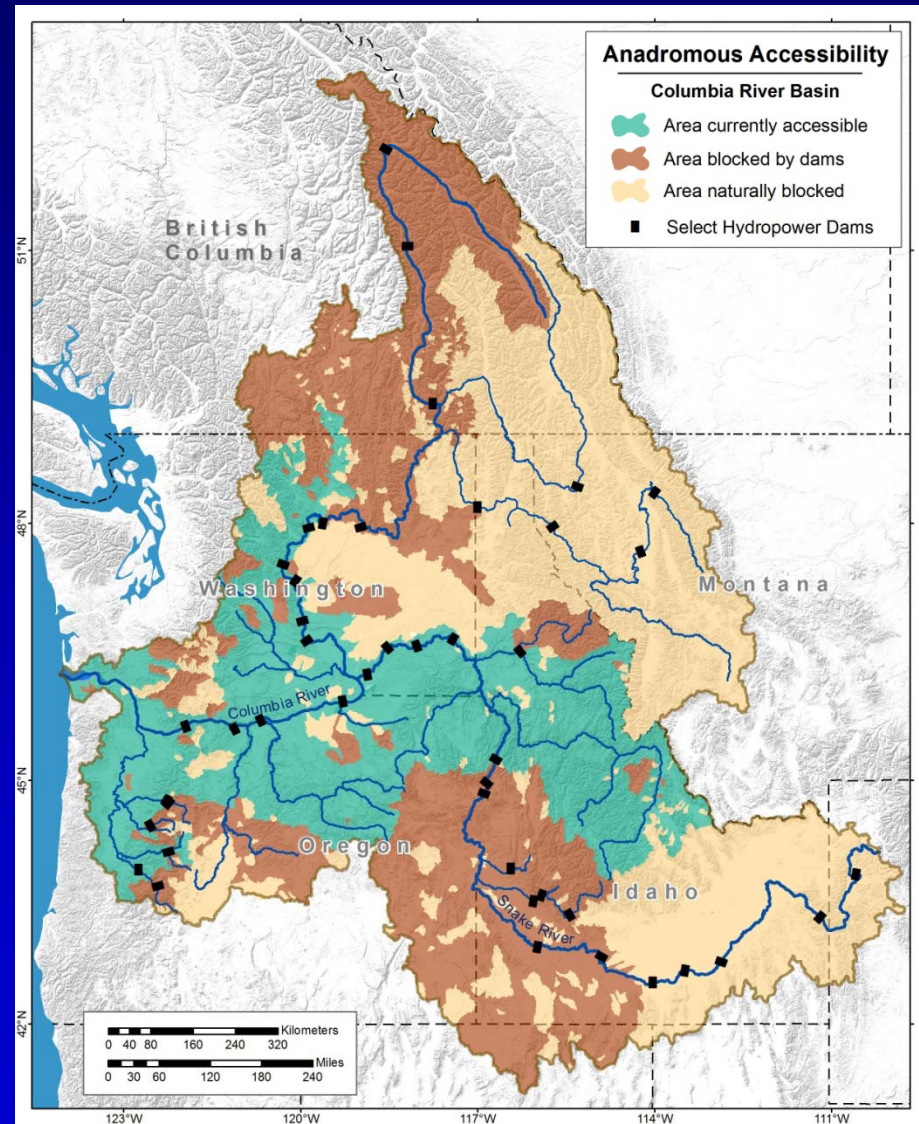 Anadromous Accessibility
Columbia River Basin
Area currently accessible
Area blocked by dams
Area naturally blocked
Select Hydropower Dams
British
Columbia
51°N
48°N
Washington
Montana
Columbia River
45°N
Oregon
Idaho
Snake River
42°N
Kilometers
0 40 80 160 240 320
Miles
0 30 60 120 180 240
123°W
120°W
117°W
114°W
111°W